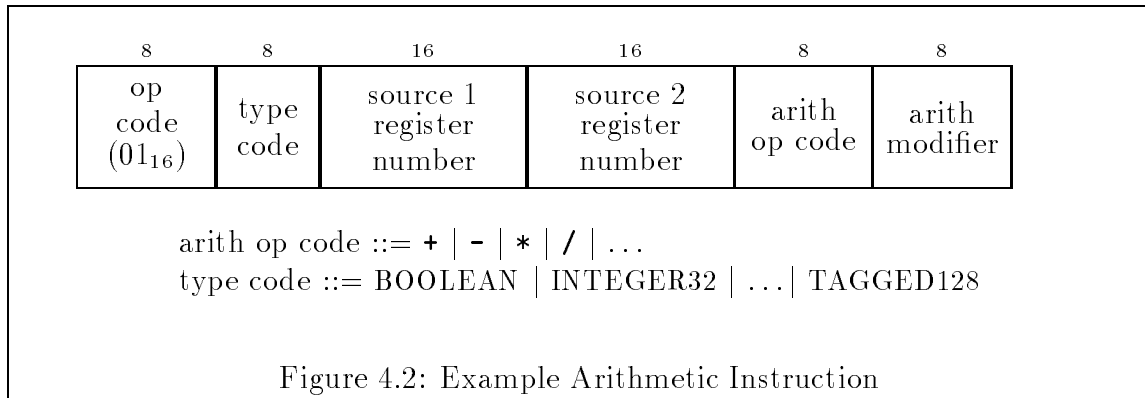 8 8 16 16 8 8
op
code
(01₁₆)
type
code
source 1
register
number
source 2
register
number
arith
op code
arith
modifier
arith op code ::= + | - | * | / | ...
type code ::= BOOLEAN | INTEGER32 | ... | TAGGED128
Figure 4.2: Example Arithmetic Instruction